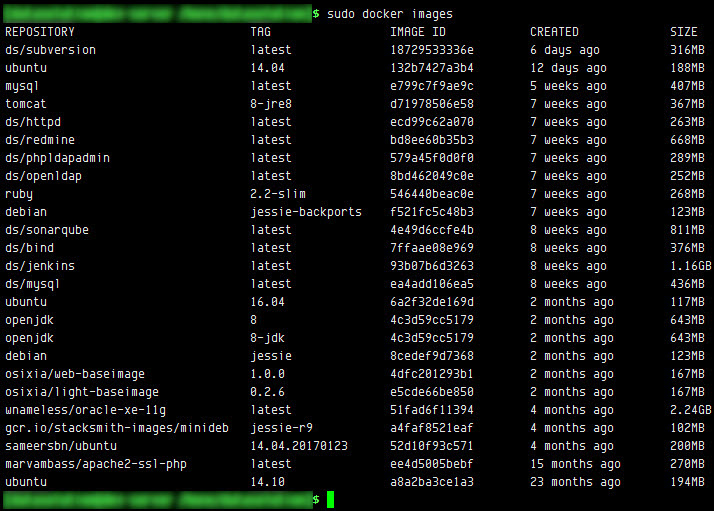 $ sudo docker images
REPOSITORY TAG IMAGE ID CREATED SIZE
ds/subversion latest 18729533336e 6 days ago 316MB
ubuntu 14.04 132b7427a3b4 12 days ago 188MB
mysql latest e799c7f9ae9c 5 weeks ago 407MB
tomcat 8-jre8 d71978506e58 7 weeks ago 367MB
ds/httpd latest ecd99c62a070 7 weeks ago 263MB
ds/redmine latest bd8ee60b35b3 7 weeks ago 668MB
ds/phpldapadmin latest 579a45f0d0f0 7 weeks ago 289MB
ds/openldap latest 8bd462049c0e 7 weeks ago 252MB
ruby 2.2-slim 546440beac0e 7 weeks ago 268MB
debian jessie-backports f521fc5c48b3 7 weeks ago 123MB
ds/sonarqube latest 4e49d6ccfe4b 8 weeks ago 811MB
ds/bind latest 7ffaae08e969 8 weeks ago 376MB
ds/jenkins latest 93b07b6d3263 8 weeks ago 1.16GB
ds/mysql latest ea4add106ea5 8 weeks ago 436MB
ubuntu 16.04 6a2f32de169d 2 months ago 117MB
openjdk 8 4c3d59cc5179 2 months ago 643MB
openjdk 8-jdk 4c3d59cc5179 2 months ago 643MB
debian jessie 8cedef9d7368 2 months ago 123MB
osixia/web-baseimage 1.0.0 4dfc201293b1 2 months ago 167MB
osixia/light-baseimage 0.2.6 e5cde66be850 2 months ago 167MB
wnameless/oracle-xe-11g latest 51fad6f11394 4 months ago 2.24GB
gcr.io/stacksmith-images/minideb jessie-r9 a4faf8521eaf 4 months ago 102MB
sameersbn/ubuntu 14.04.20170123 52d10f93c571 4 months ago 200MB
marvambass/apache2-ssl-php latest ee4d5005bebf 15 months ago 270MB
ubuntu 14.10 a8a2ba3ce1a3 23 months ago 194MB
$